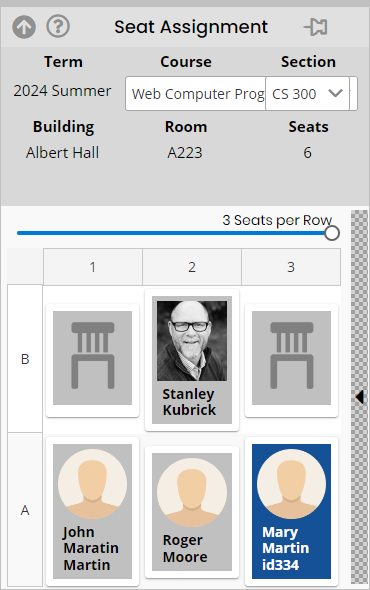 Seat Assignment
Term Course Section
2024 Summer Web Computer Prog CS 300
Building Room Seats
Albert Hall A223 6
3 Seats per Row
1 2 3
B
Stanley
Kubrick
A
John
Maratin
Martin
Roger
Moore
Mary
Martin
id334